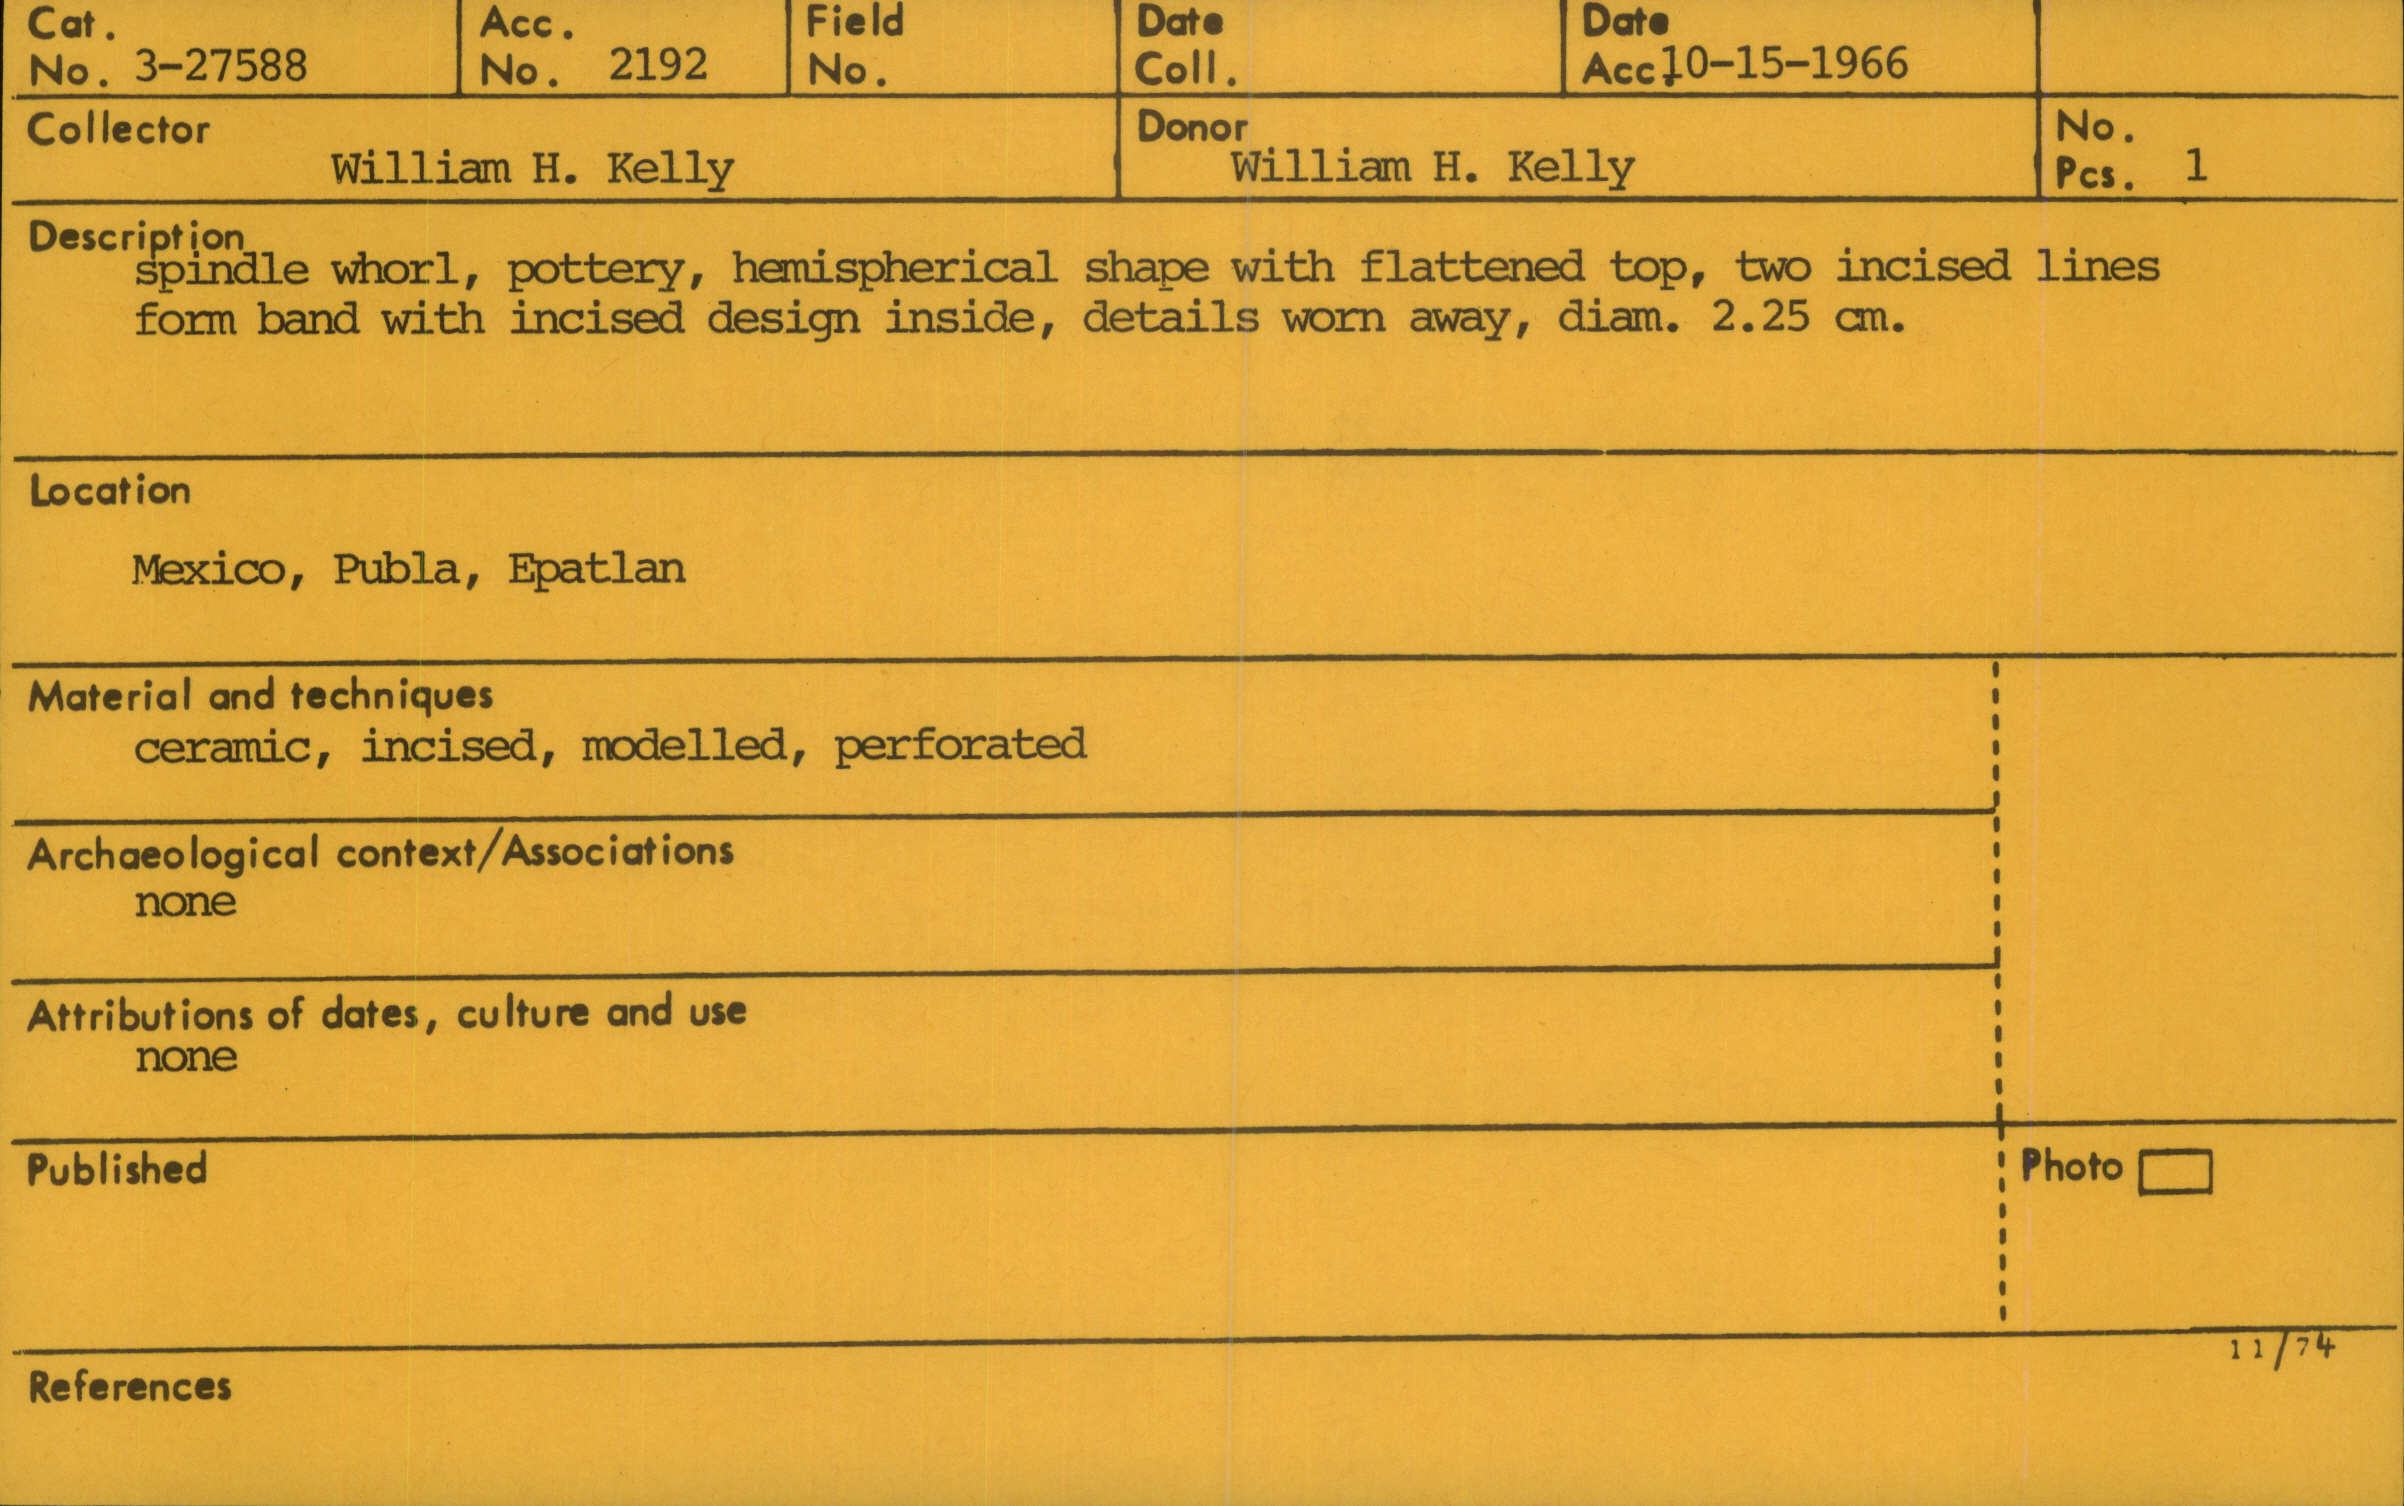 Cat. No. 3-27588
Acc. No. 2192
Field No.
Date Coll.
Date Acc. 10-15-1966
Collector
William H. Kelly
Donor
William H. Kelly
No. Pcs. 1
Description
spindle whorl, pottery, hemispherical shape with flattened top, two incised lines
form band with incised design inside, details worn away, diam. 2.25 cm.
Location
Mexico, Publa, Epatlan
Material and techniques
ceramic, incised, modelled, perforated
Archaeological context/Associations
none
Attributions of dates, culture and use
none
Published
Photo
11/74
References